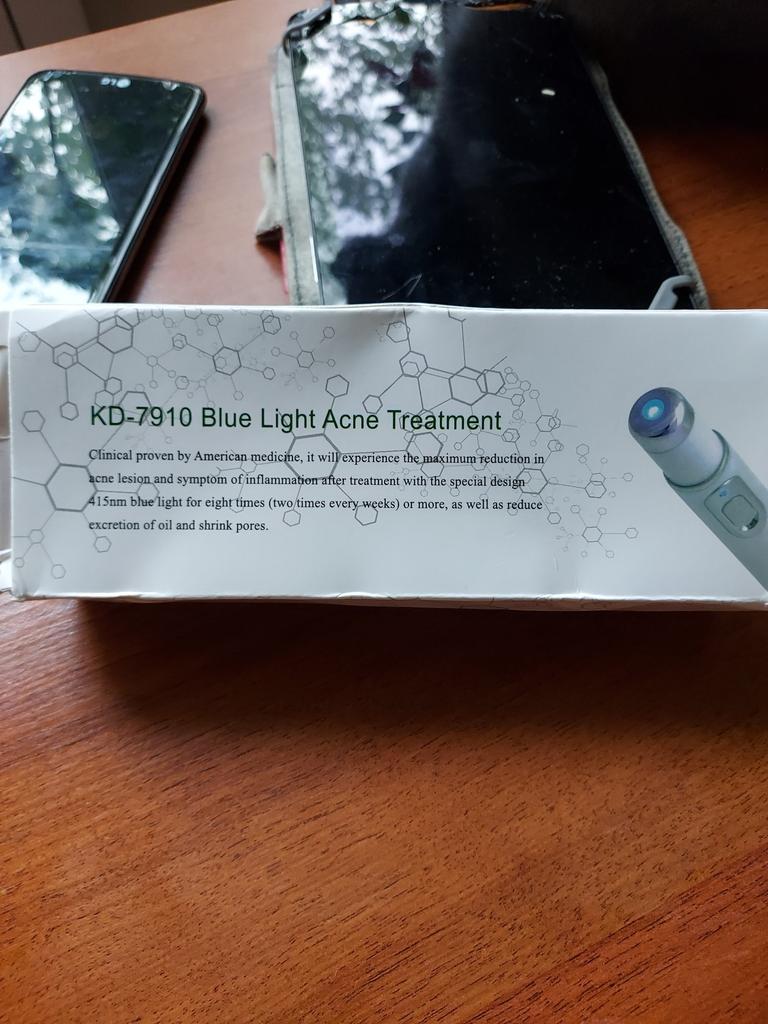 LG
KD-7910 Blue Light Acne Treatment
Clinical proven by American medicine, it will experience the maximum reduction in
acne lesion and symptom of inflammation after treatment with the special design
415nm blue light for eight times (two times every weeks) or more, as well as reduce
excretion of oil and shrink pores.